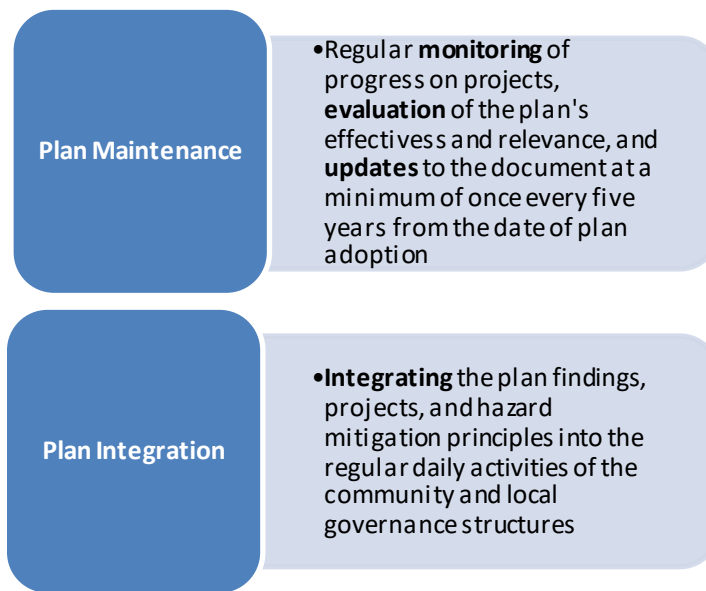 Plan Maintenance
•Regular monitoring of
progress on projects,
evaluation of the plan's
effectivess and relevance, and
updates to the document at a
minimum of once every five
years from the date of plan
adoption
Plan Integration
•Integrating the plan findings,
projects, and hazard
mitigation principles into the
regular daily activities of the
community and local
governance structures